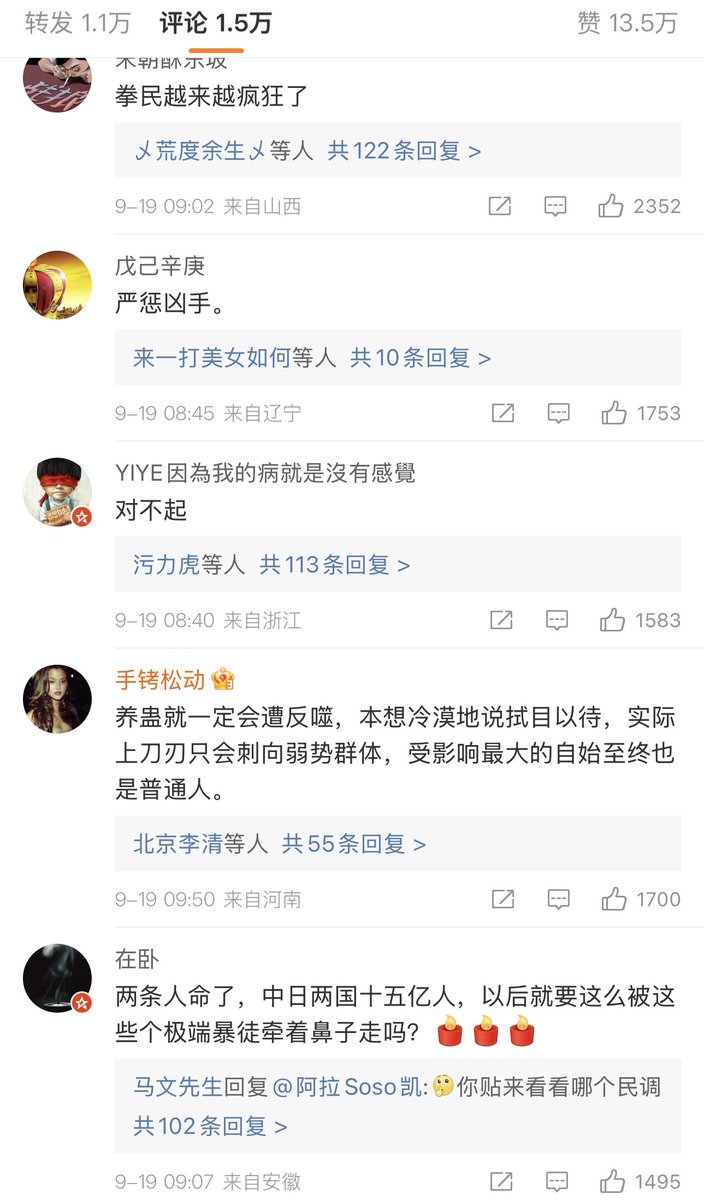 转发 1.1万 评论 1.5万 赞 13.5万
拳民越来越疯狂了
乄荒度余生乄等人 共122条回复 >
9-19 09:02 来自山西 2352
戊己辛庚
严惩凶手。
来一打美女如何等人 共10条回复 >
9-19 08:45 来自辽宁 1753
YIYE因為我的病就是沒有感覺
对不起
污力虎等人 共113条回复 >
9-19 08:40 来自浙江 1583
手铐松动
养蛊就一定会遭反噬，本想冷漠地说拭目以待，实际
上刀刃只会刺向弱势群体，受影响最大的自始至终也
是普通人。
北京李清等人 共55条回复 >
9-19 09:50 来自河南 1700
在卧
两条人命了，中日两国十五亿人，以后就要这么被这
些个极端暴徒牵着鼻子走吗？
马文先生回复@阿拉Soso凯:你贴来看看哪个民调
共102条回复 >
9-19 09:07 来自安徽 1495